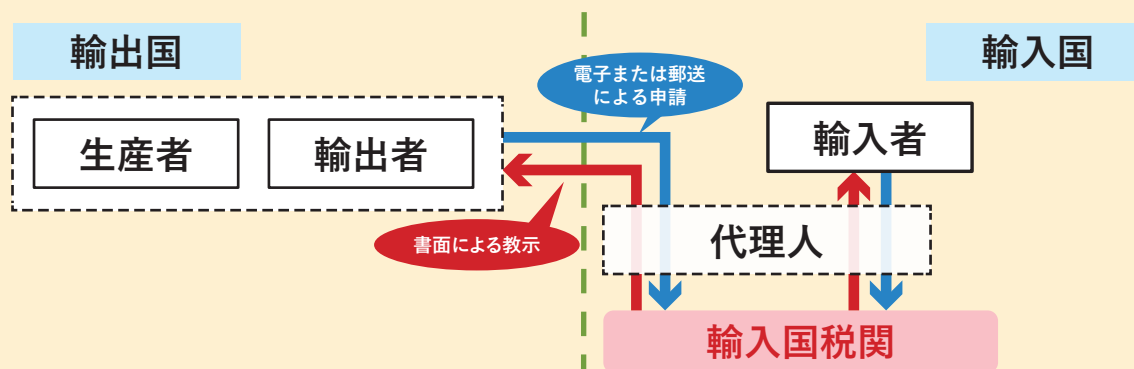 輸出国
輸入国
電子または郵送
による申請
生産者
輸出者
輸入者
書面による教示
代理人
輸入国税関